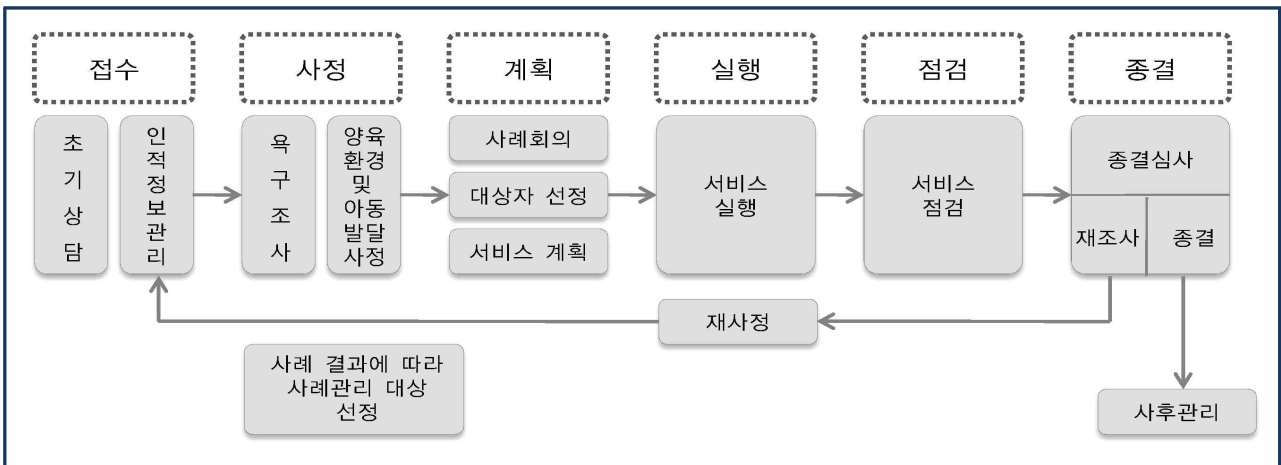 접수
사정
계획
실행
점검
종결
초
기
상
담
인
적
정
보
관
리
욕
구
조
사
양육
환경
및
아동
발달
사정
사례회의
대상자 선정
서비스 계획
서비스
실행
서비스
점검
종결심사
재조사
종결
재사정
사례 결과에 따라
사례관리 대상
선정
사후관리